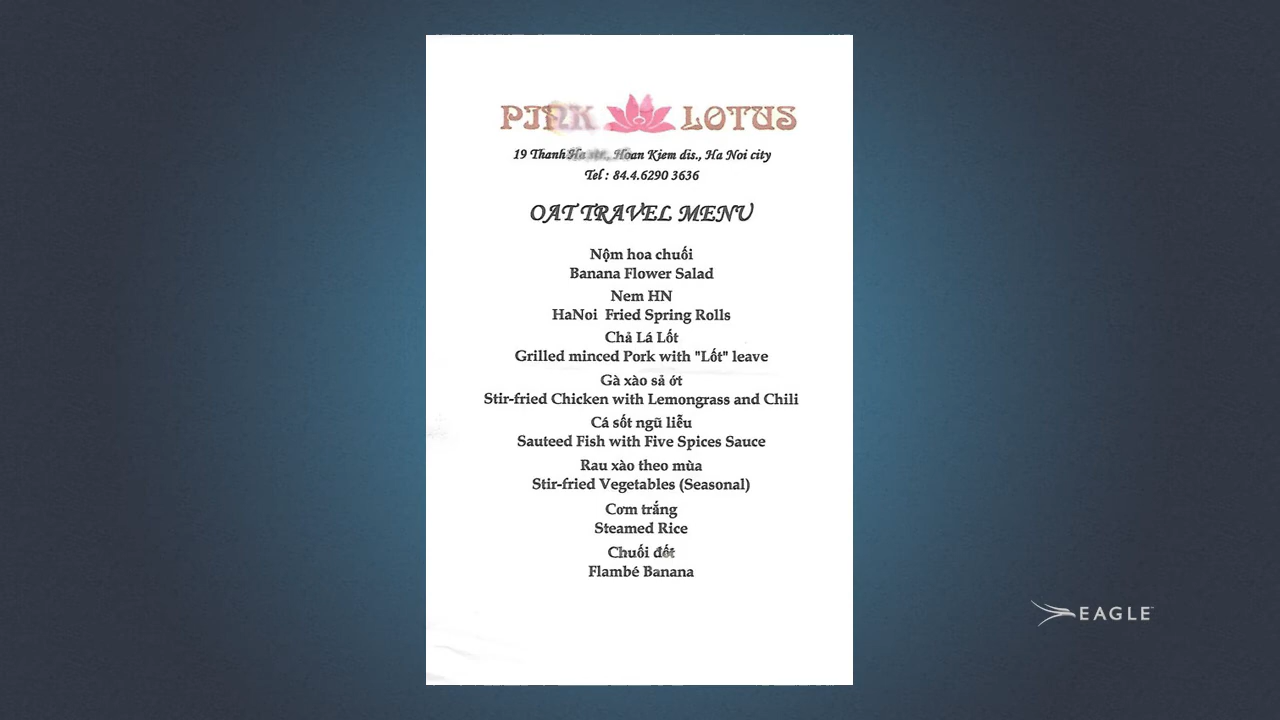 PINK LOTUS
19 Thanh Ha str., Hoan Kiem dis., Ha Noi city
Tel : 84.4.6290 3636
OAT TRAVEL MENU
Nộm hoa chuối
Banana Flower Salad
Nem HN
HaNoi Fried Spring Rolls
Chả Lá Lốt
Grilled minced Pork with "Lốt" leave
Gà xào sả ớt
Stir-fried Chicken with Lemongrass and Chili
Cá sốt ngũ liễu
Sauteed Fish with Five Spices Sauce
Rau xào theo mùa
Stir-fried Vegetables (Seasonal)
Cơm trắng
Steamed Rice
Chuối đốt
Flambé Banana
EAGLE